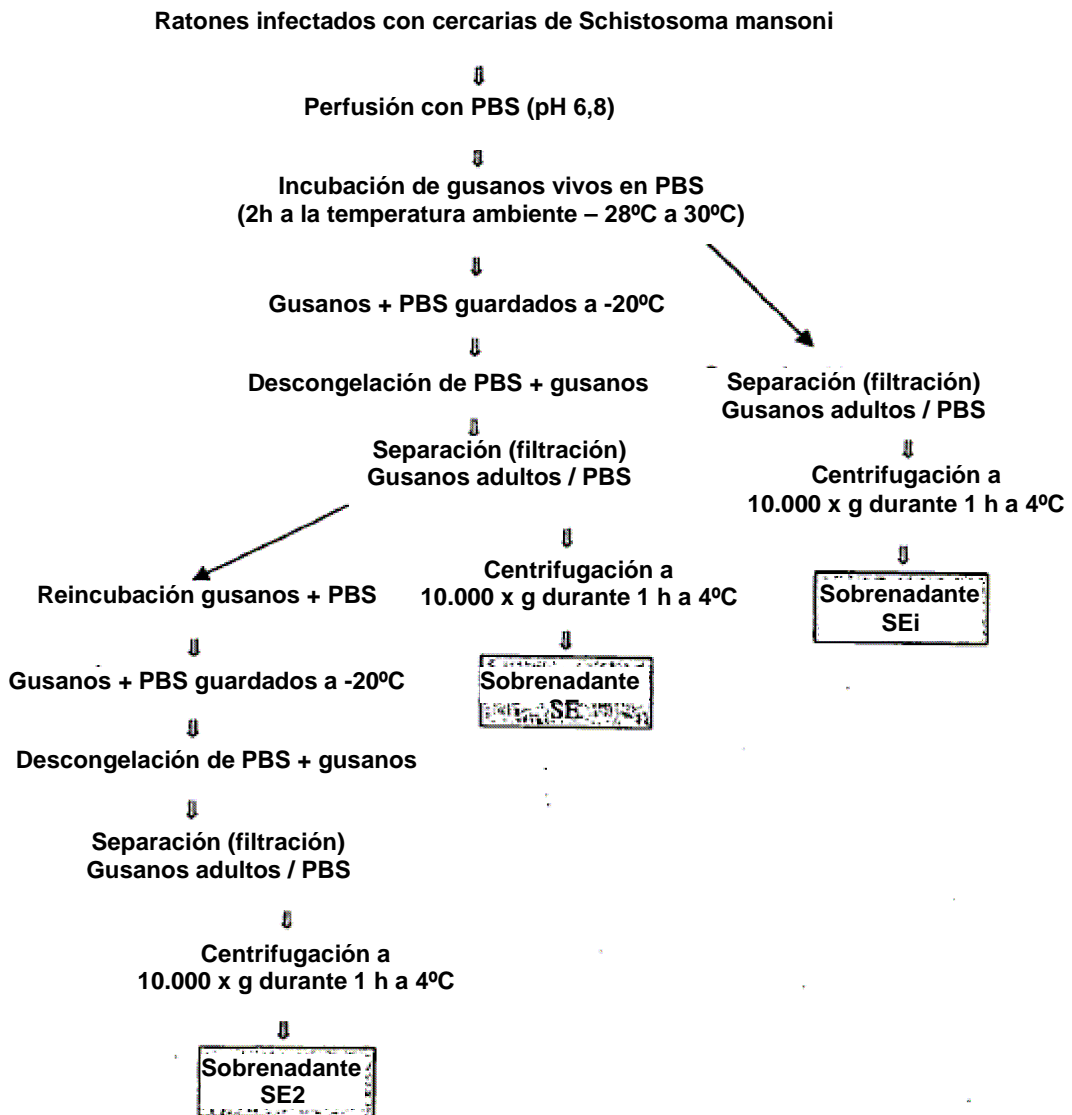 Ratones infectados con cercarias de Schistosoma mansoni
Perfusión con PBS (pH 6,8)
Incubación de gusanos vivos en PBS
(2h a la temperatura ambiente – 28ºC a 30ºC)
Gusanos + PBS guardados a -20ºC
Descongelación de PBS + gusanos
Separación (filtración)
Gusanos adultos / PBS
Separación (filtración)
Gusanos adultos / PBS
Centrifugación a
10.000 x g durante 1 h a 4ºC
Sobrenadante
SEi
Centrifugación a
10.000 x g durante 1 h a 4ºC
Sobrenadante
SE
Reincubación gusanos + PBS
Gusanos + PBS guardados a -20ºC
Descongelación de PBS + gusanos
Separación (filtración)
Gusanos adultos / PBS
Centrifugación a
10.000 x g durante 1 h a 4ºC
Sobrenadante
SE2